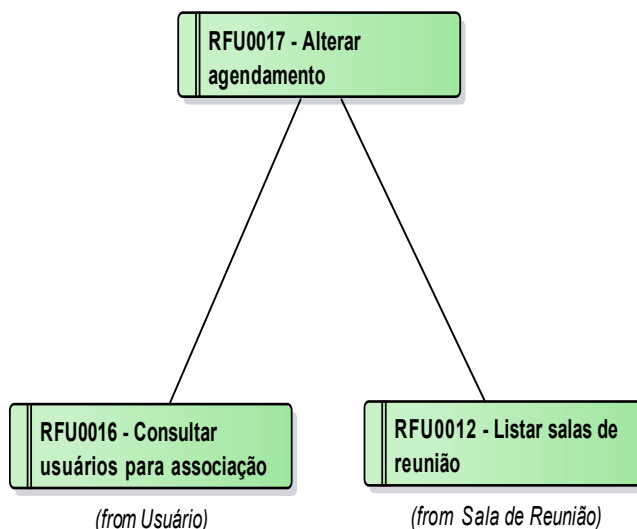 RFU0017 - Alterar
agendamento
RFU0016 - Consultar
usuários para associação
(from Usuário)
RFU0012 - Listar salas de
reunião
(from Sala de Reunião)